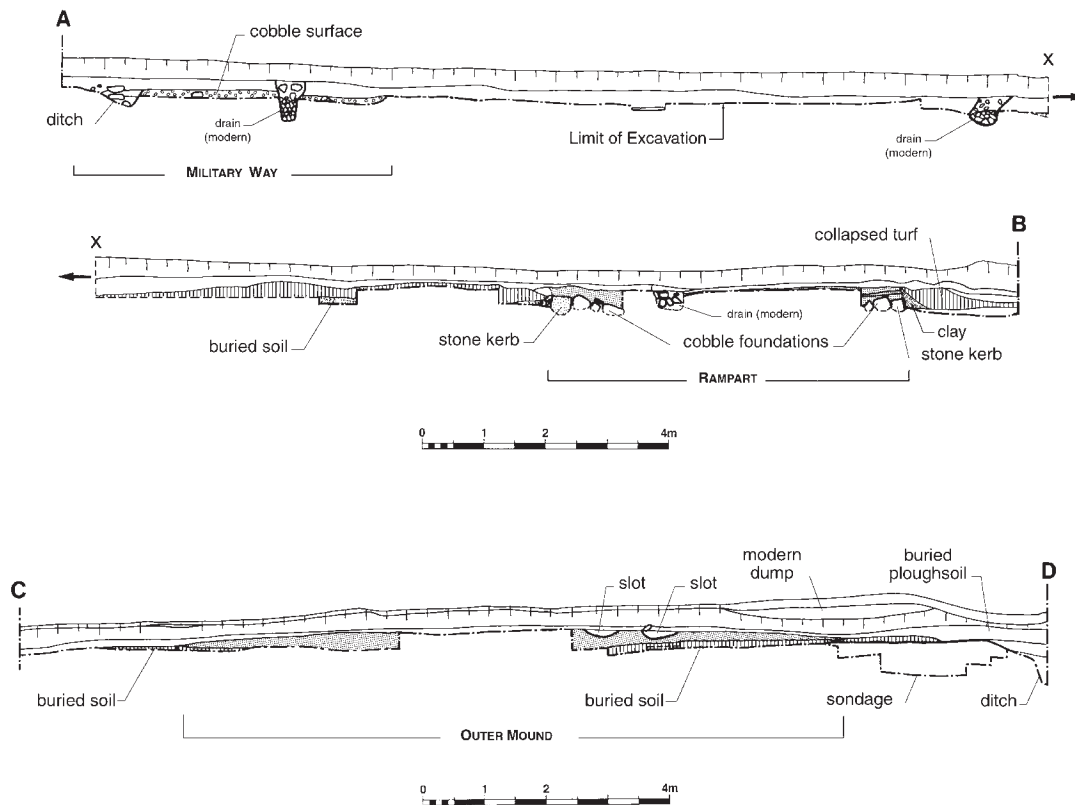 A
cobble surface
X
ditch
drain
(modern)
Limit of Excavation
drain
(modern)
MILITARY WAY
X
B
collapsed turf
buried soil
stone kerb
drain (modern)
cobble foundations
clay
stone kerb
RAMPART
0 1 2 4m
C
slot
slot
modern
dump
buried
ploughsoil
D
buried soil
buried soil
sondage
ditch
OUTER MOUND
0 1 2 4m